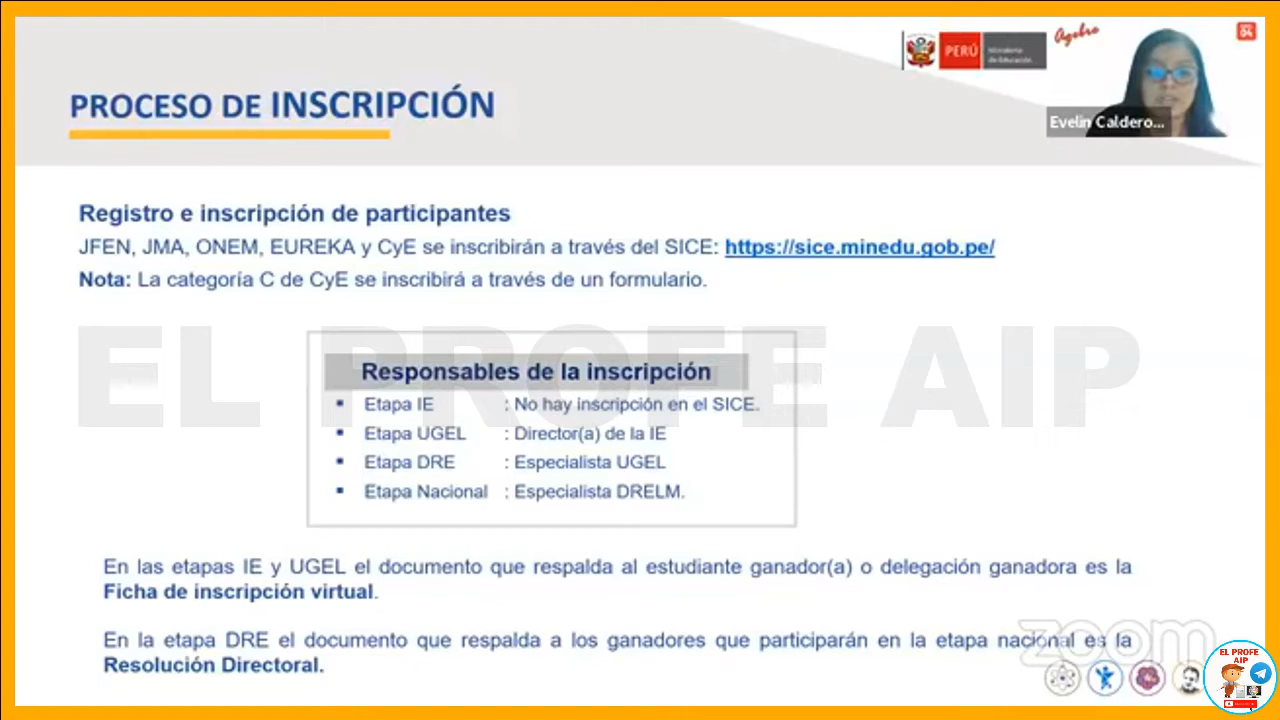 Agebre
PERÚ
Ministerio
de Educación
04
Evelin Caldero...
PROCESO DE INSCRIPCIÓN
Registro e inscripción de participantes
JFEN, JMA, ONEM, EUREKA y CyE se inscribirán a través del SICE: https://sice.minedu.gob.pe/
Nota: La categoría C de CyE se inscribirá a través de un formulario.
EL PROFE AIP
Responsables de la inscripción
▪ Etapa IE : No hay inscripción en el SICE.
▪ Etapa UGEL : Director(a) de la IE
▪ Etapa DRE : Especialista UGEL
▪ Etapa Nacional : Especialista DRELM.
En las etapas IE y UGEL el documento que respalda al estudiante ganador(a) o delegación ganadora es la
Ficha de inscripción virtual.
En la etapa DRE el documento que respalda a los ganadores que participarán en la etapa nacional es la
Resolución Directoral.
zoom
EL PROFE
AIP